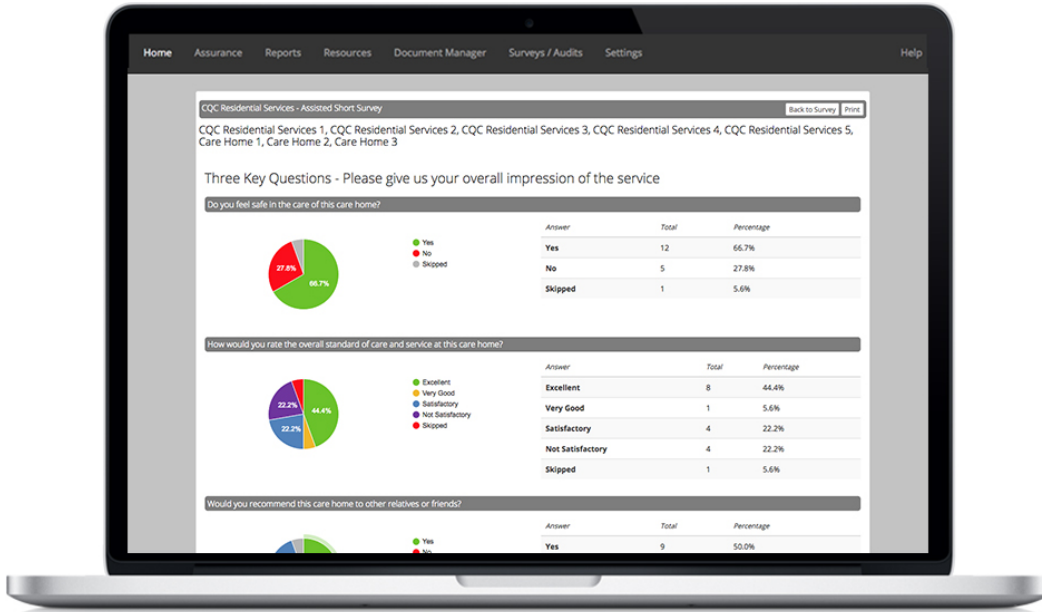 Home Assurance Reports Resources Document Manager Surveys / Audits Settings Help
CQC Residential Services - Assisted Short Survey Back to Survey Print
CQC Residential Services 1, CQC Residential Services 2, CQC Residential Services 3, CQC Residential Services 4, CQC Residential Services 5,
Care Home 1, Care Home 2, Care Home 3
Three Key Questions - Please give us your overall impression of the service
Do you feel safe in the care of this care home?
27.8%
66.7%
Yes
No
Skipped
Answer Total Percentage
Yes 12 66.7%
No 5 27.8%
Skipped 1 5.6%
How would you rate the overall standard of care and service at this care home?
22.2%
44.4%
22.2%
Excellent
Very Good
Satisfactory
Not Satisfactory
Skipped
Answer Total Percentage
Excellent 8 44.4%
Very Good 1 5.6%
Satisfactory 4 22.2%
Not Satisfactory 4 22.2%
Skipped 1 5.6%
Would you recommend this care home to other relatives or friends?
Yes
No
Answer Total Percentage
Yes 9 50.0%